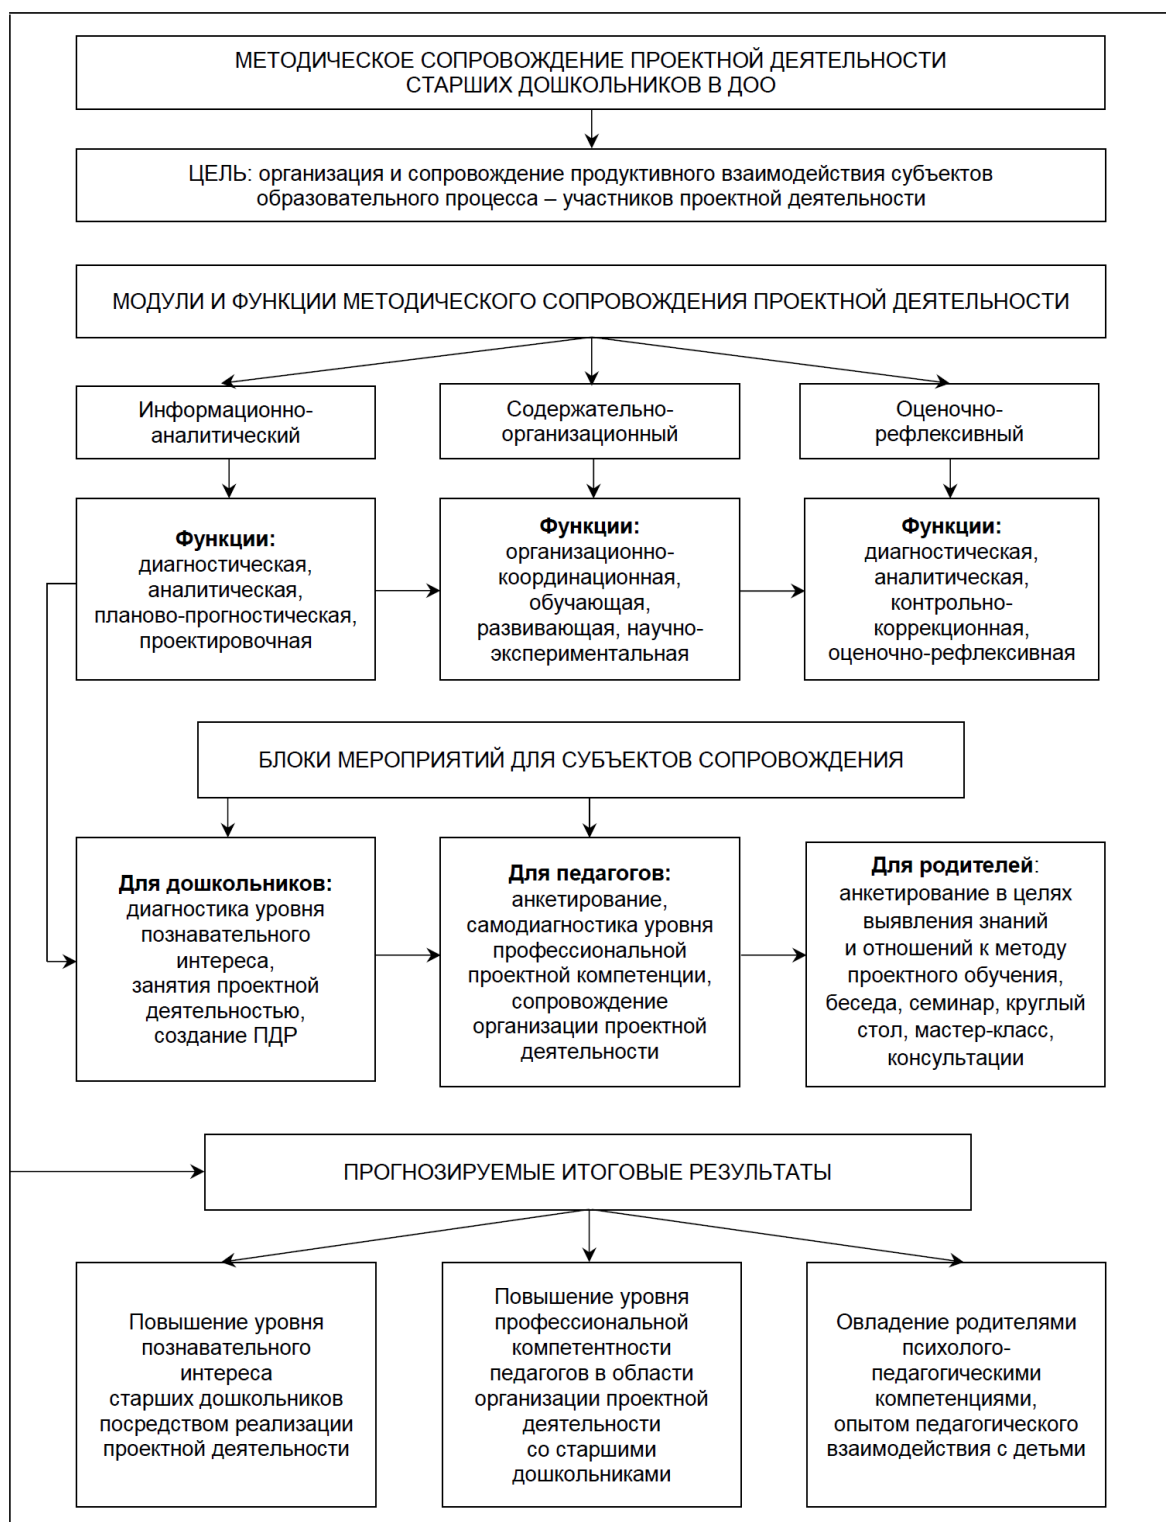 МЕТОДИЧЕСКОЕ СОПРОВОЖДЕНИЕ ПРОЕКТНОЙ ДЕЯТЕЛЬНОСТИ
СТАРШИХ ДОШКОЛЬНИКОВ В ДОО
ЦЕЛЬ: организация и сопровождение продуктивного взаимодействия субъектов
образовательного процесса – участников проектной деятельности
МОДУЛИ И ФУНКЦИИ МЕТОДИЧЕСКОГО СОПРОВОЖДЕНИЯ ПРОЕКТНОЙ ДЕЯТЕЛЬНОСТИ
Информационно-
аналитический
Содержательно-
организационный
Оценочно-
рефлексивный
Функции:
диагностическая,
аналитическая,
планово-прогностическая,
проектировочная
Функции:
организационно-
координационная,
обучающая,
развивающая, научно-
экспериментальная
Функции:
диагностическая,
аналитическая,
контрольно-
коррекционная,
оценочно-рефлексивная
БЛОКИ МЕРОПРИЯТИЙ ДЛЯ СУБЪЕКТОВ СОПРОВОЖДЕНИЯ
Для дошкольников:
диагностика уровня
познавательного
интереса,
занятия проектной
деятельностью,
создание ПДР
Для педагогов:
анкетирование,
самодиагностика уровня
профессиональной
проектной компетенции,
сопровождение
организации проектной
деятельности
Для родителей:
анкетирование в целях
выявления знаний
и отношений к методу
проектного обучения,
беседа, семинар, круглый
стол, мастер-класс,
консультации
ПРОГНОЗИРУЕМЫЕ ИТОГОВЫЕ РЕЗУЛЬТАТЫ
Повышение уровня
познавательного
интереса
старших дошкольников
посредством реализации
проектной деятельности
Повышение уровня
профессиональной
компетентности
педагогов в области
организации проектной
деятельности
со старшими
дошкольниками
Овладение родителями
психолого-
педагогическими
компетенциями,
опытом педагогического
взаимодействия с детьми